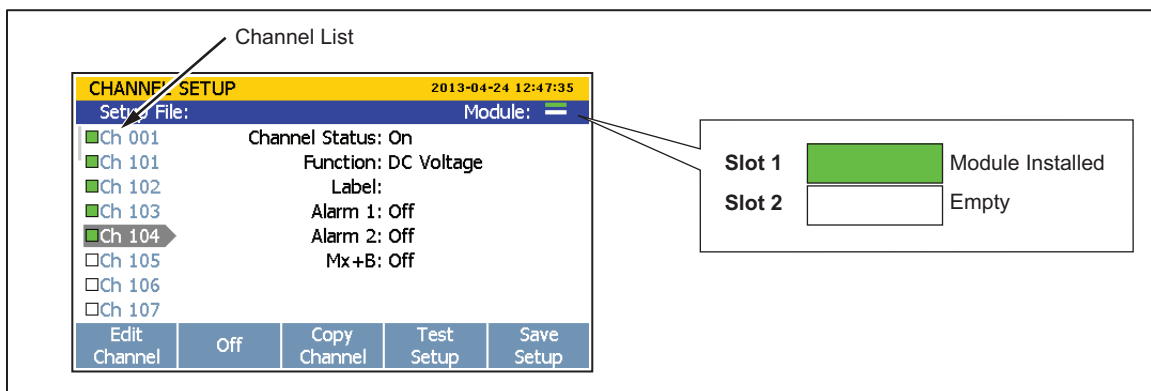 Channel List
CHANNEL SETUP 2013-04-24 12:47:35
Setup File: Module:
Ch 001 Channel Status: On
Ch 101 Function: DC Voltage
Ch 102 Label:
Ch 103 Alarm 1: Off
Ch 104 Alarm 2: Off
Ch 105 Mx+B: Off
Ch 106
Ch 107
Edit Channel Off Copy Channel Test Setup Save Setup
Slot 1 Module Installed
Slot 2 Empty